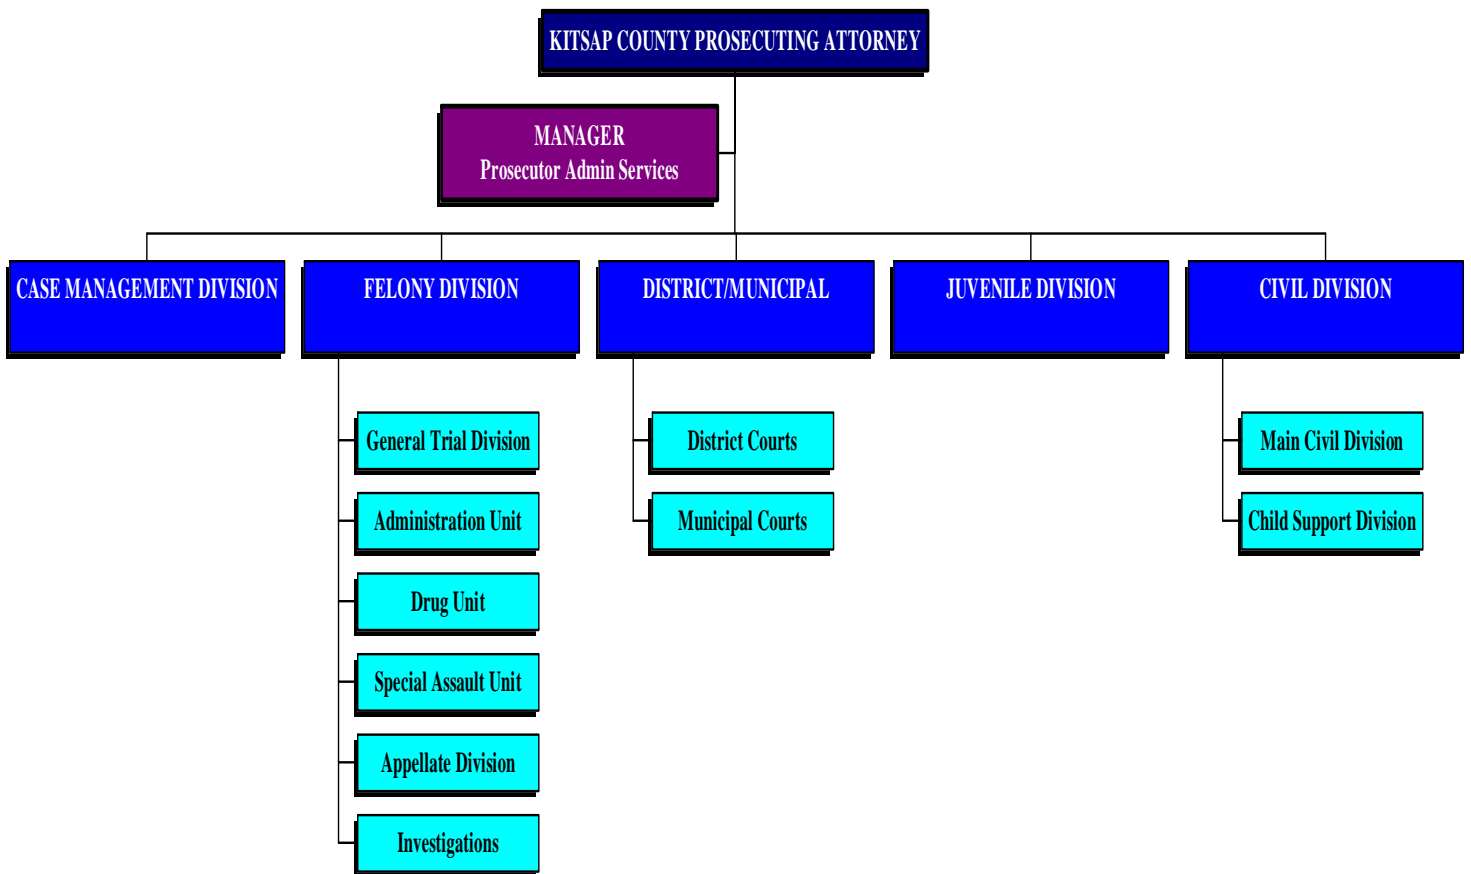 KITSAP COUNTY PROSECUTING ATTORNEY
MANAGER
Prosecutor Admin Services
CASE MANAGEMENT DIVISION
FELONY DIVISION
DISTRICT/MUNICIPAL
JUVENILE DIVISION
CIVIL DIVISION
General Trial Division
Administration Unit
Drug Unit
Special Assault Unit
Appellate Division
Investigations
District Courts
Municipal Courts
Main Civil Division
Child Support Division